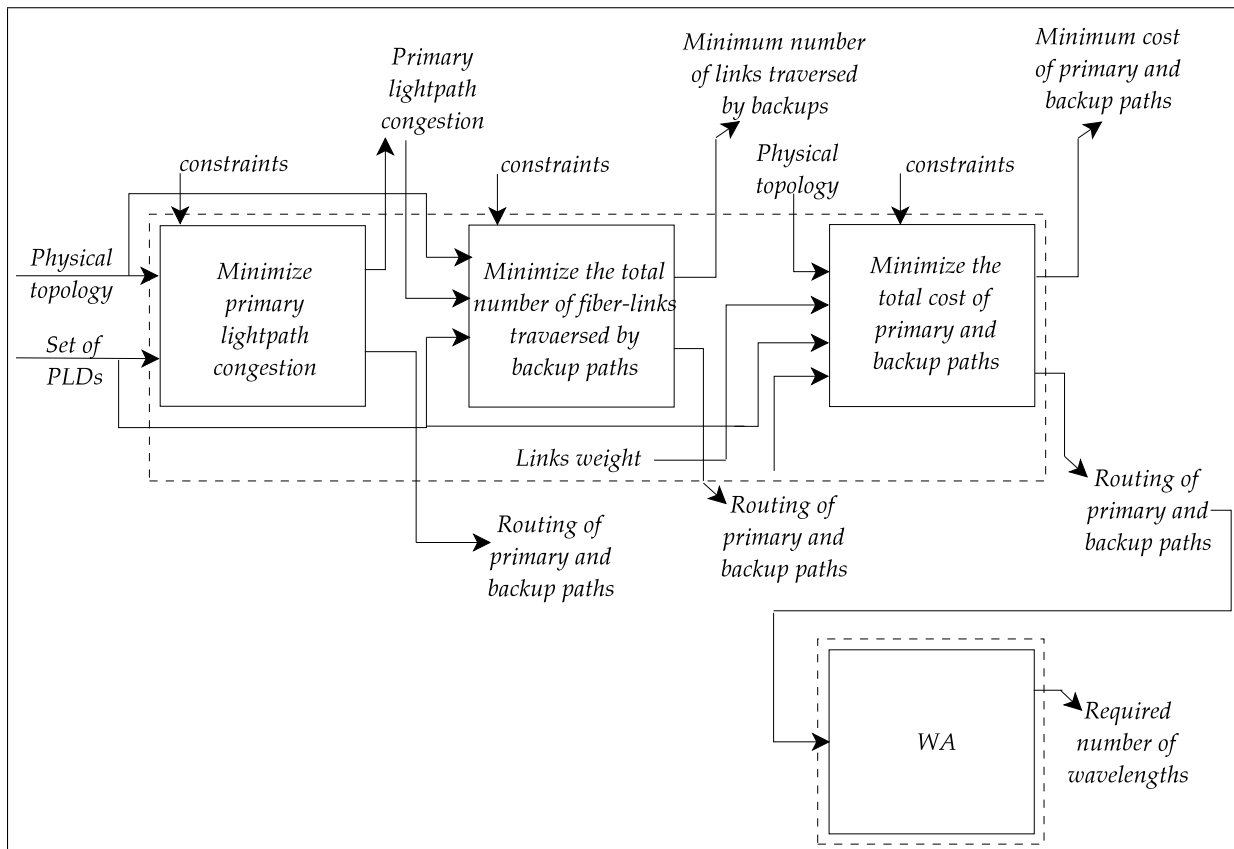 Primary
lightpath
congestion
Minimum number
of links traversed
by backups
Minimum cost
of primary and
backup paths
constraints
constraints
Physical
topology
constraints
Physical
topology
Set of
PLDs
Minimize
primary
lightpath
congestion
Minimize the total
number of fiber-links
travaersed by
backup paths
Minimize the
total cost of
primary and
backup paths
Links weight
Routing of
primary and
backup paths
Routing of
primary and
backup paths
Routing of
primary and
backup paths
WA
Required
number of
wavelengths